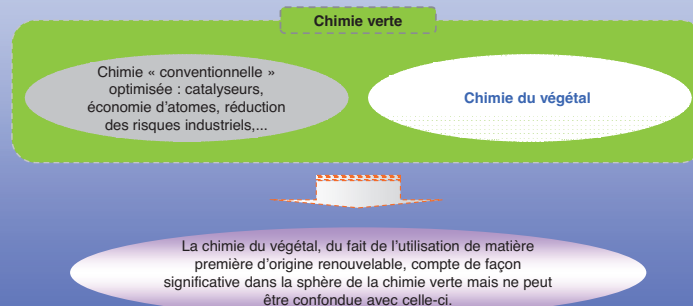 Chimie verte
Chimie « conventionnelle »
optimisée : catalyseurs,
économie d’atomes, réduction
des risques industriels,...
Chimie du végétal
La chimie du végétal, du fait de l’utilisation de matière
première d’origine renouvelable, compte de façon
significative dans la sphère de la chimie verte mais ne peut
être confondue avec celle-ci.